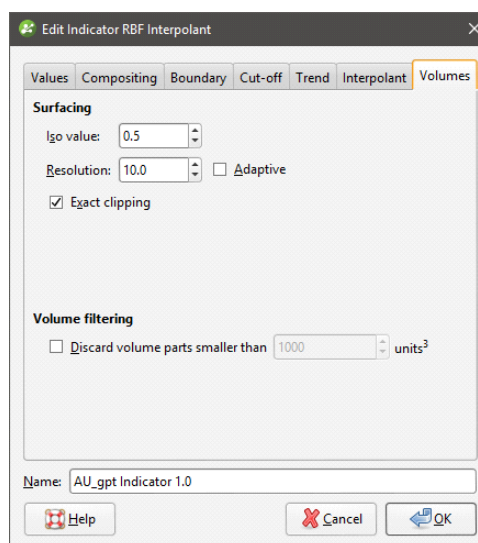 Edit Indicator RBF Interpolant
Values Compositing Boundary Cut-off Trend Interpolant Volumes
Surfacing
Iso value: 0.5
Resolution: 10.0 Adaptive
Exact clipping
Volume filtering
Discard volume parts smaller than 1000 units³
Name: AU_gpt Indicator 1.0
Help Cancel OK